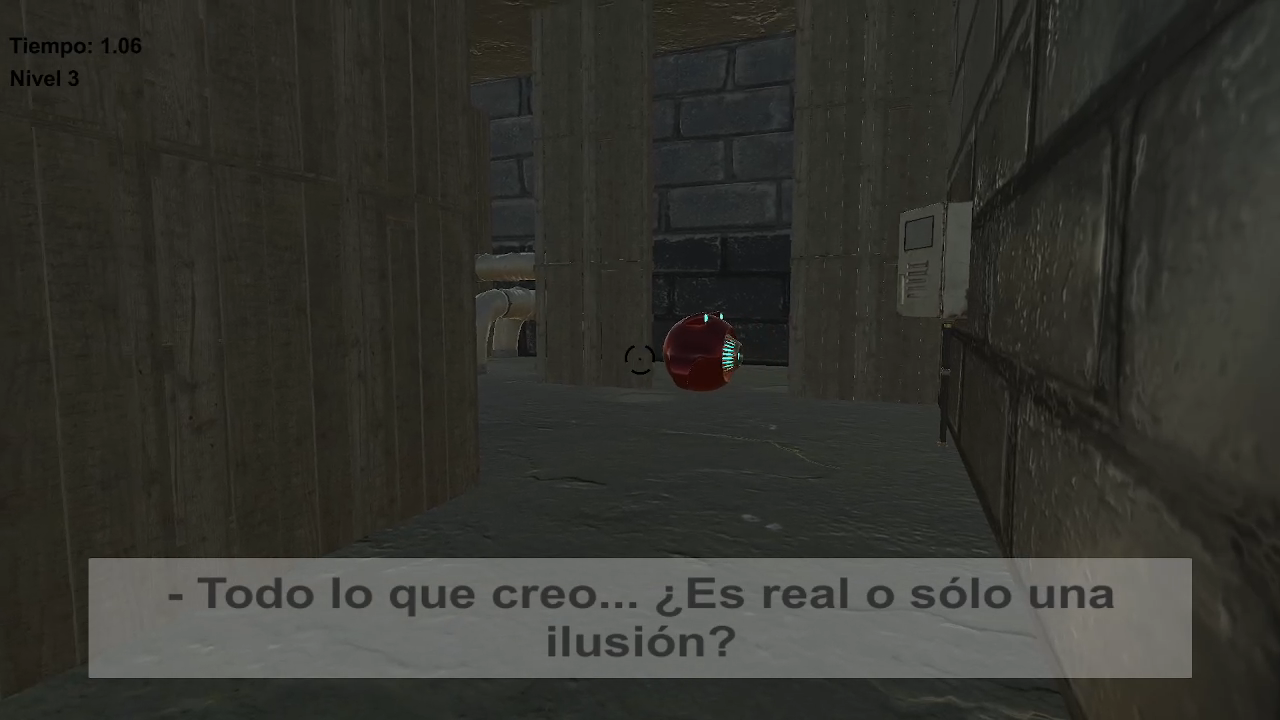 Tiempo: 1.06
Nivel 3
- Todo lo que creo... ¿Es real o sólo una
ilusión?